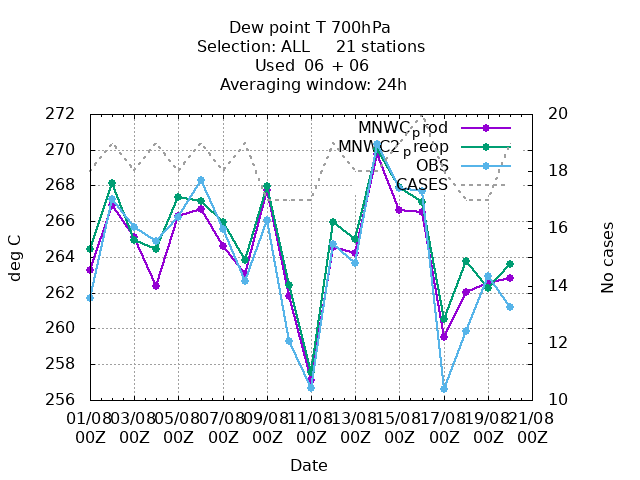 Dew point T 700hPa
Selection: ALL 21 stations
Used 06 + 06
Averaging window: 24h
272 20
MNWCprod
270 MNWC2preop
OBS
268 18
CASES
266 16
264
262 14
260
12
258
256 10
deg C
No cases
01/08 03/08 05/08 07/08 09/08 11/08 13/08 15/08 17/08 19/08 21/08
00Z 00Z 00Z 00Z 00Z 00Z 00Z 00Z 00Z 00Z 00Z
Date